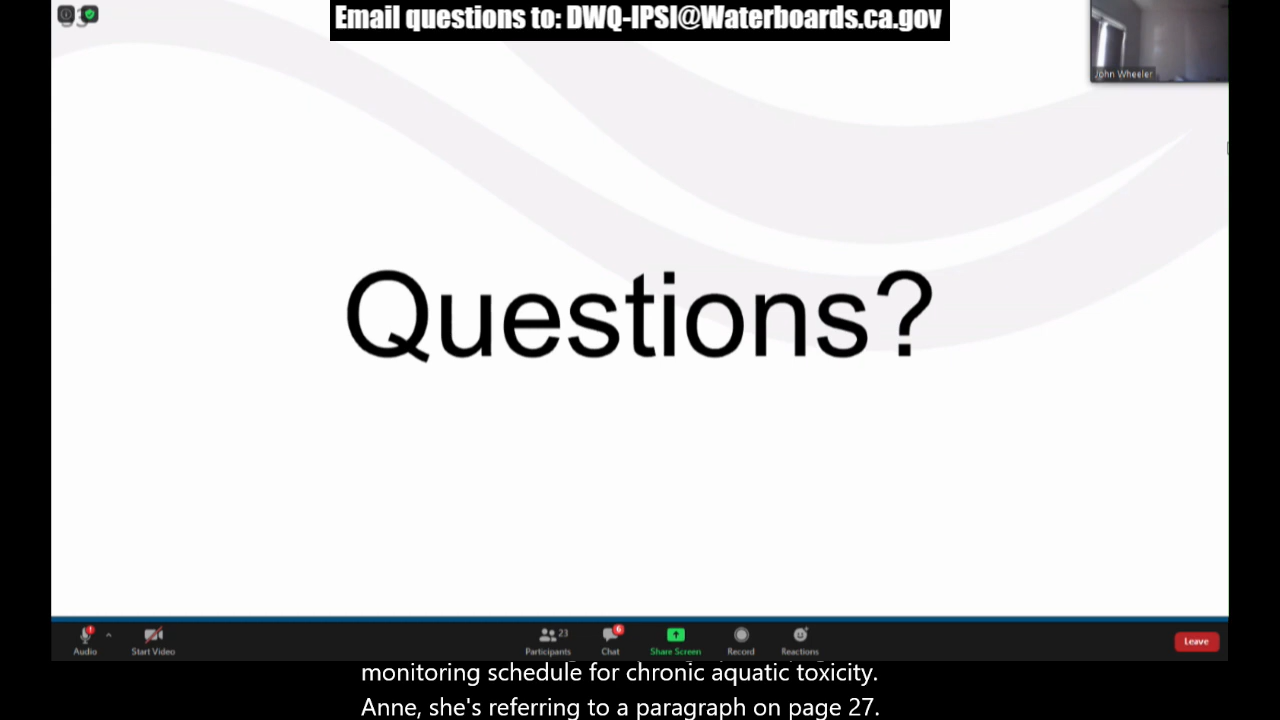 Email questions to: DWQ-IPSI@Waterboards.ca.gov
John Wheeler
Questions?
Audio
Start Video
Participants
23
Chat
6
Share Screen
Record
Reactions
Leave
monitoring schedule for chronic aquatic toxicity.
Anne, she's referring to a paragraph on page 27.